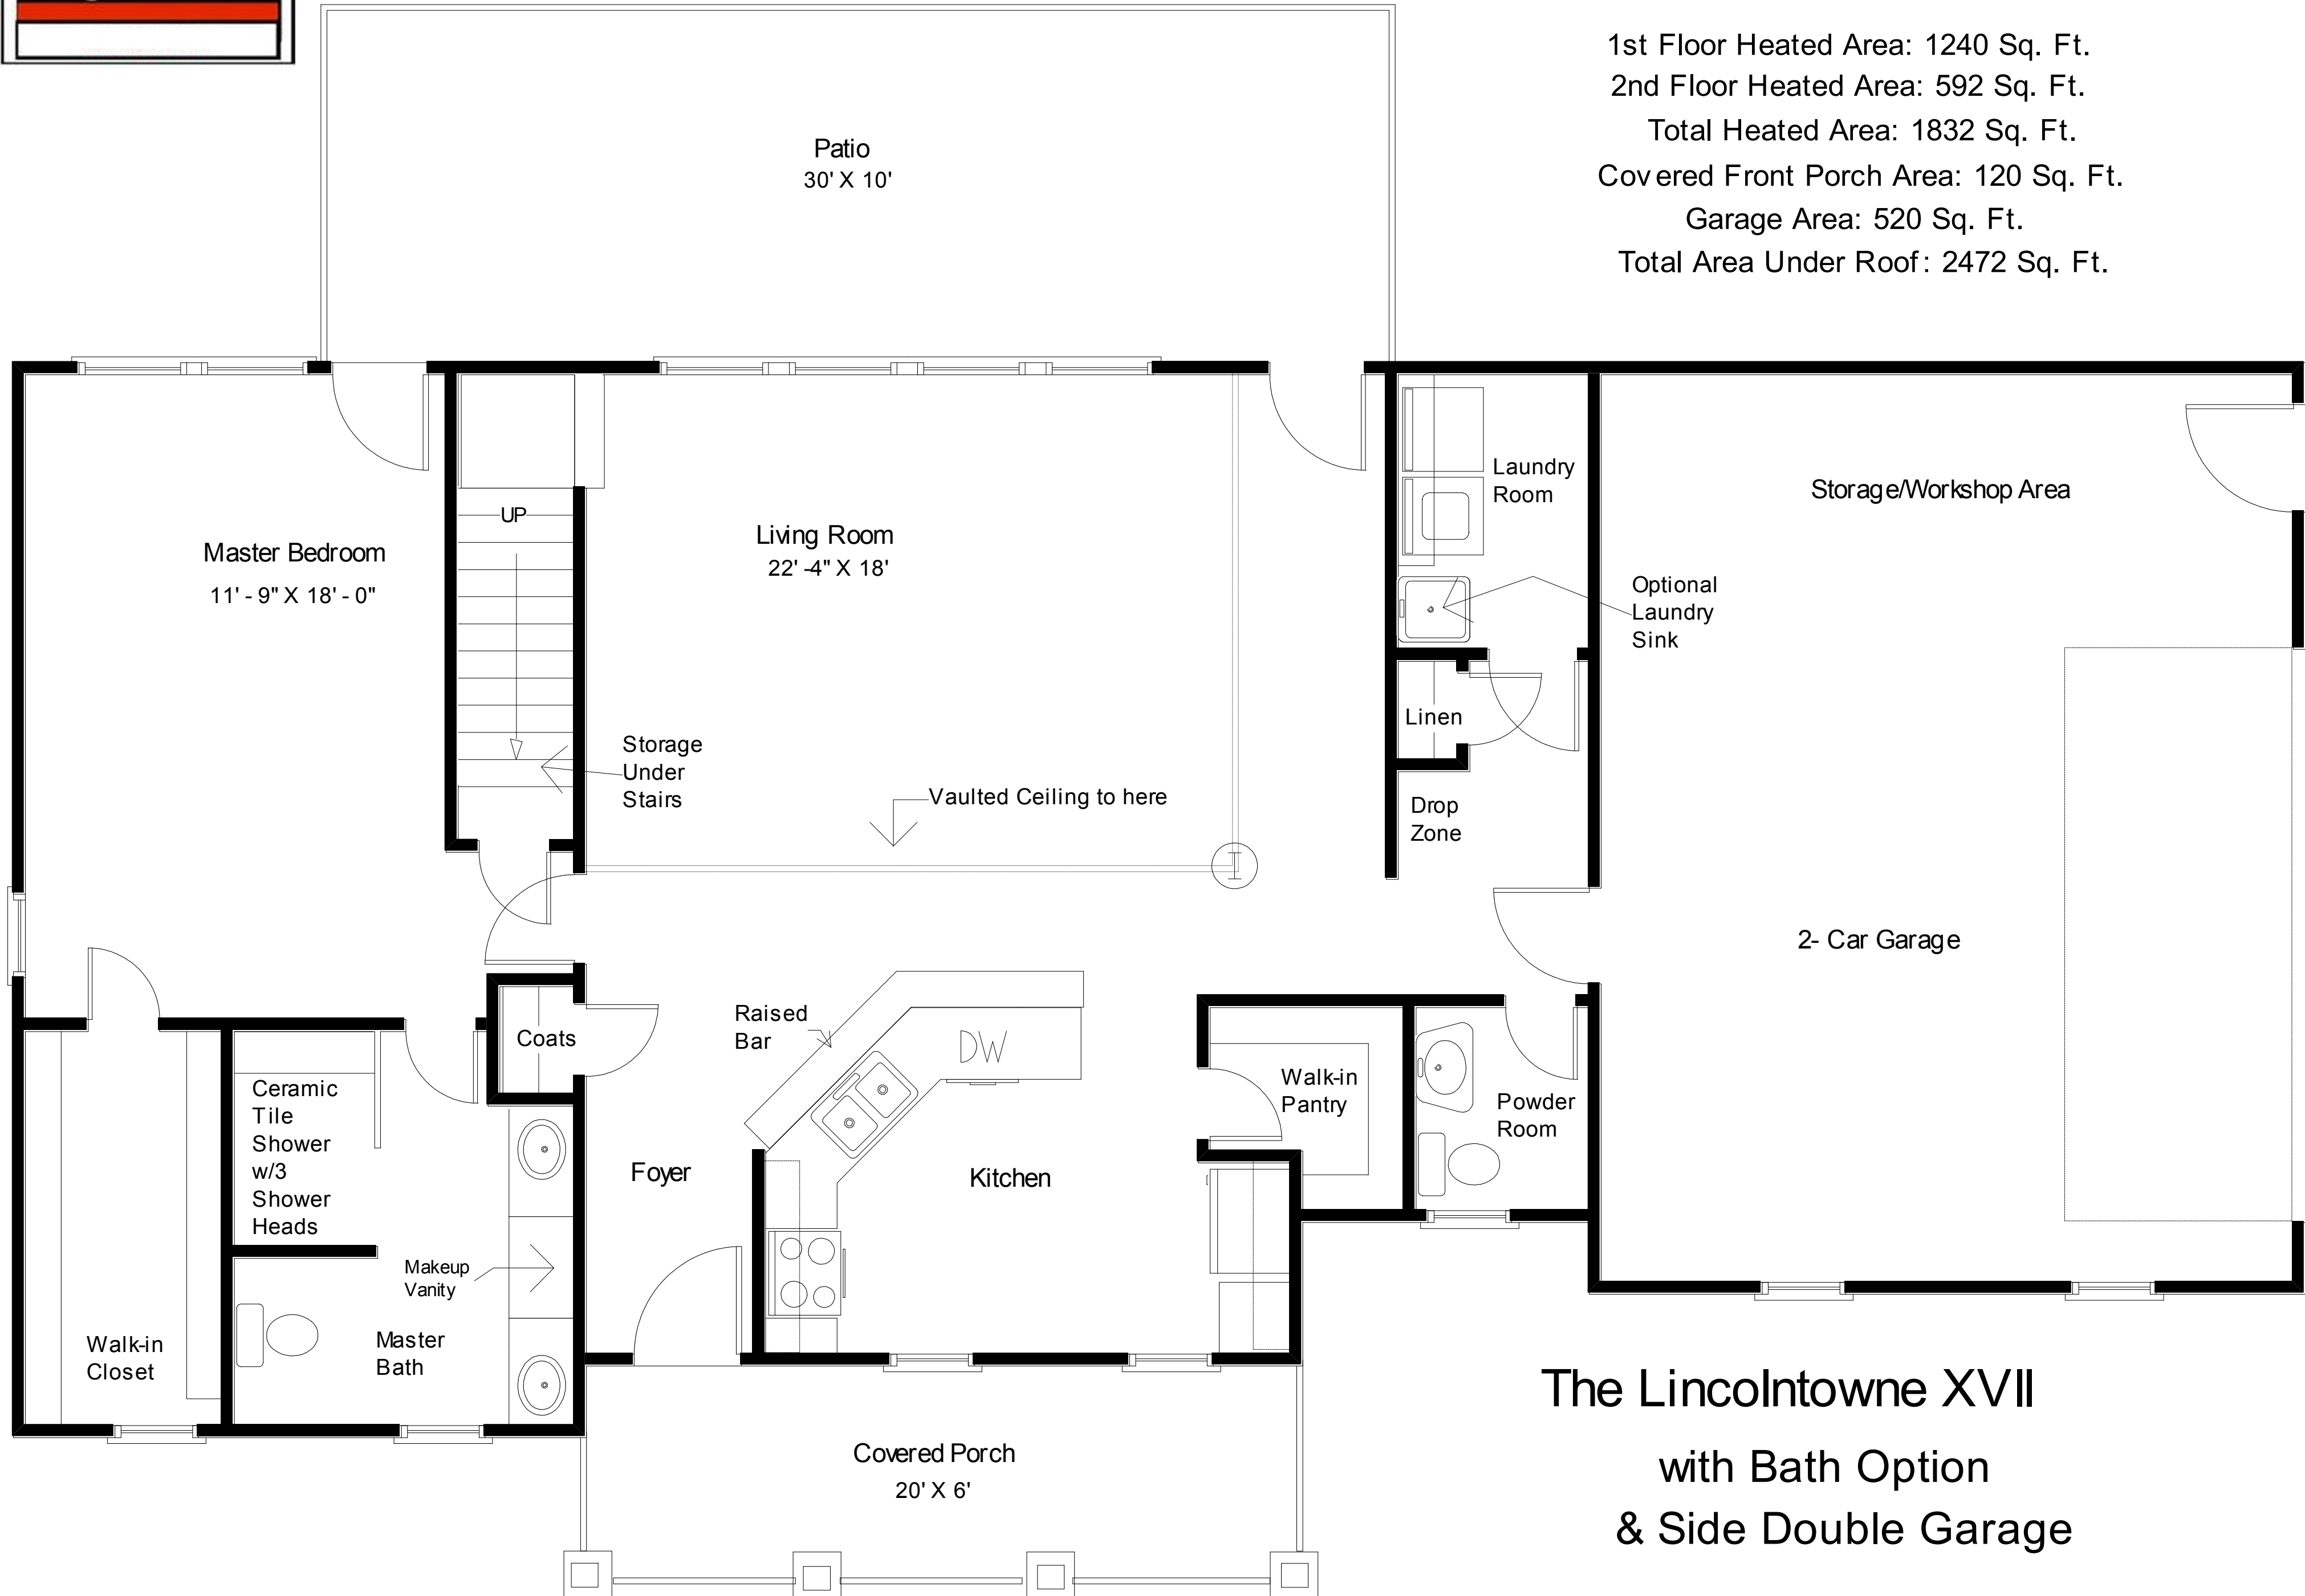 1st Floor Heated Area: 1240 Sq. Ft.
2nd Floor Heated Area: 592 Sq. Ft.
Total Heated Area: 1832 Sq. Ft.
Covered Front Porch Area: 120 Sq. Ft.
Garage Area: 520 Sq. Ft.
Total Area Under Roof: 2472 Sq. Ft.
Patio
30' X 10'
Master Bedroom
11' - 9" X 18' - 0"
UP
Living Room
22' -4" X 18'
Laundry
Room
Storage/Workshop Area
Optional
Laundry
Sink
Storage
Under
Stairs
Vaulted Ceiling to here
Linen
Drop
Zone
2- Car Garage
Coats
Raised
Bar
DW
Walk-in
Pantry
Powder
Room
Ceramic
Tile
Shower
w/3
Shower
Heads
Foyer
Kitchen
Makeup
Vanity
Master
Bath
Walk-in
Closet
Covered Porch
20' X 6'
The Lincolntowne XVII
with Bath Option
& Side Double Garage